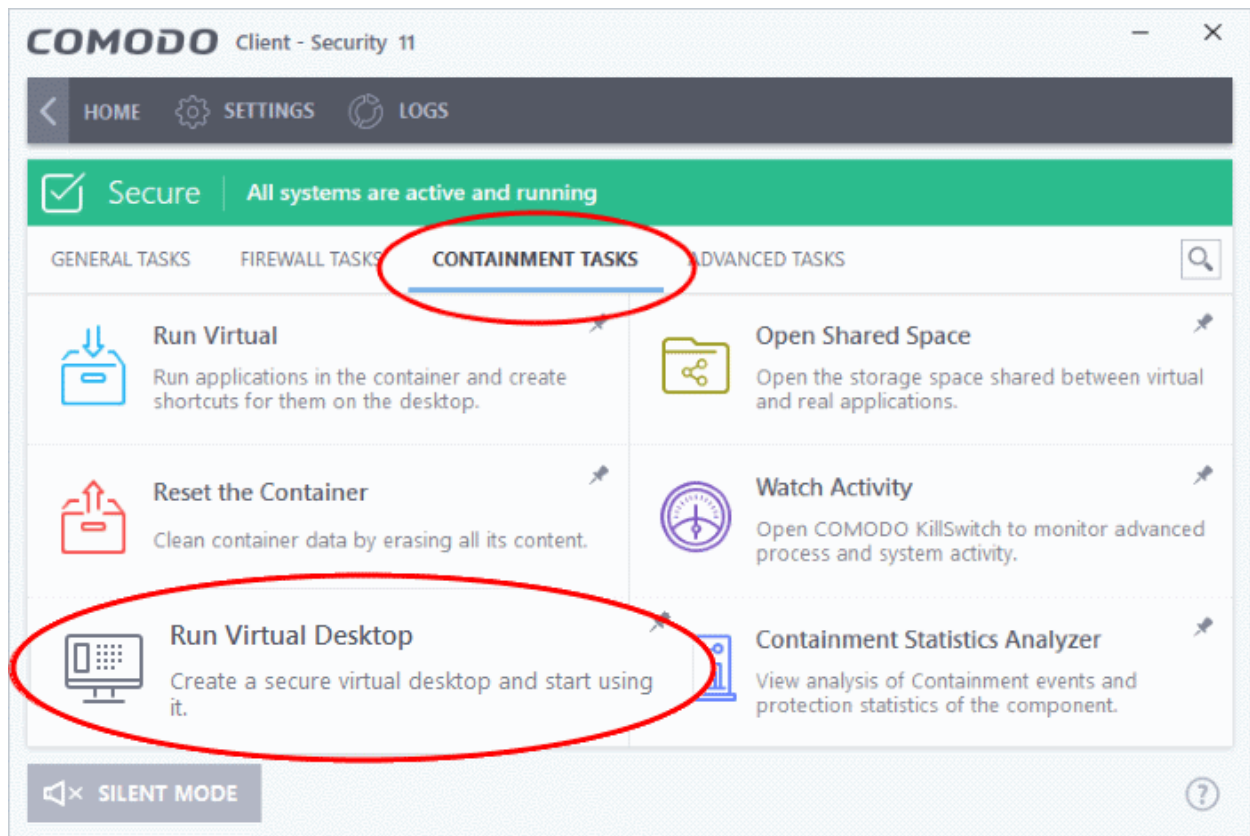 COMODO Client - Security 11
HOME SETTINGS LOGS
Secure All systems are active and running
GENERAL TASKS FIREWALL TASKS CONTAINMENT TASKS ADVANCED TASKS
Run Virtual
Run applications in the container and create
shortcuts for them on the desktop.
Open Shared Space
Open the storage space shared between virtual
and real applications.
Reset the Container
Clean container data by erasing all its content.
Watch Activity
Open COMODO KillSwitch to monitor advanced
process and system activity.
Run Virtual Desktop
Create a secure virtual desktop and start using
it.
Containment Statistics Analyzer
View analysis of Containment events and
protection statistics of the component.
SILENT MODE
?